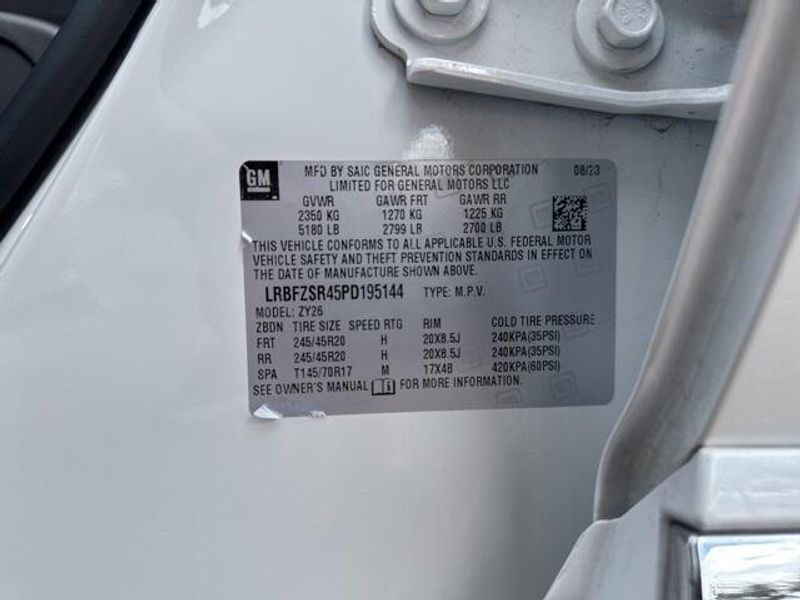 GM
MFD BY SAIC GENERAL MOTORS CORPORATION 08/23
LIMITED FOR GENERAL MOTORS LLC
GVWR GAWR FRT GAWR RR
2350 KG 1270 KG 1225 KG
5180 LB 2799 LB 2700 LB
THIS VEHICLE CONFORMS TO ALL APPLICABLE U.S. FEDERAL MOTOR
VEHICLE SAFETY AND THEFT PREVENTION STANDARDS IN EFFECT ON
THE DATE OF MANUFACTURE SHOWN ABOVE.
LRBFZSR45PD195144 TYPE: M.P.V.
MODEL: ZY26
ZBDN TIRE SIZE SPEED RTG RIM COLD TIRE PRESSURE
FRT 245/45R20 H 20X8.5J 240KPA(35PSI)
RR 245/45R20 H 20X8.5J 240KPA(35PSI)
SPA T145/70R17 M 17X4B 420KPA(60PSI)
SEE OWNER'S MANUAL FOR MORE INFORMATION.